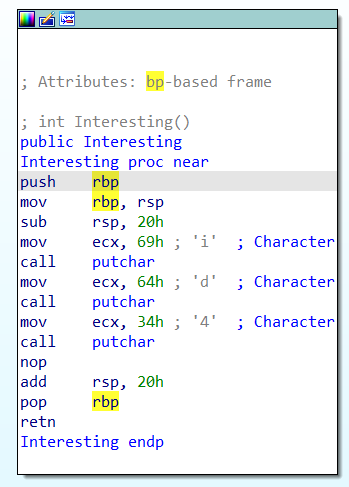 ; Attributes: bp-based frame
; int Interesting()
public Interesting
Interesting proc near
push rbp
mov rbp, rsp
sub rsp, 20h
mov ecx, 69h ; 'i' ; Character
call putchar
mov ecx, 64h ; 'd' ; Character
call putchar
mov ecx, 34h ; '4' ; Character
call putchar
nop
add rsp, 20h
pop rbp
retn
Interesting endp